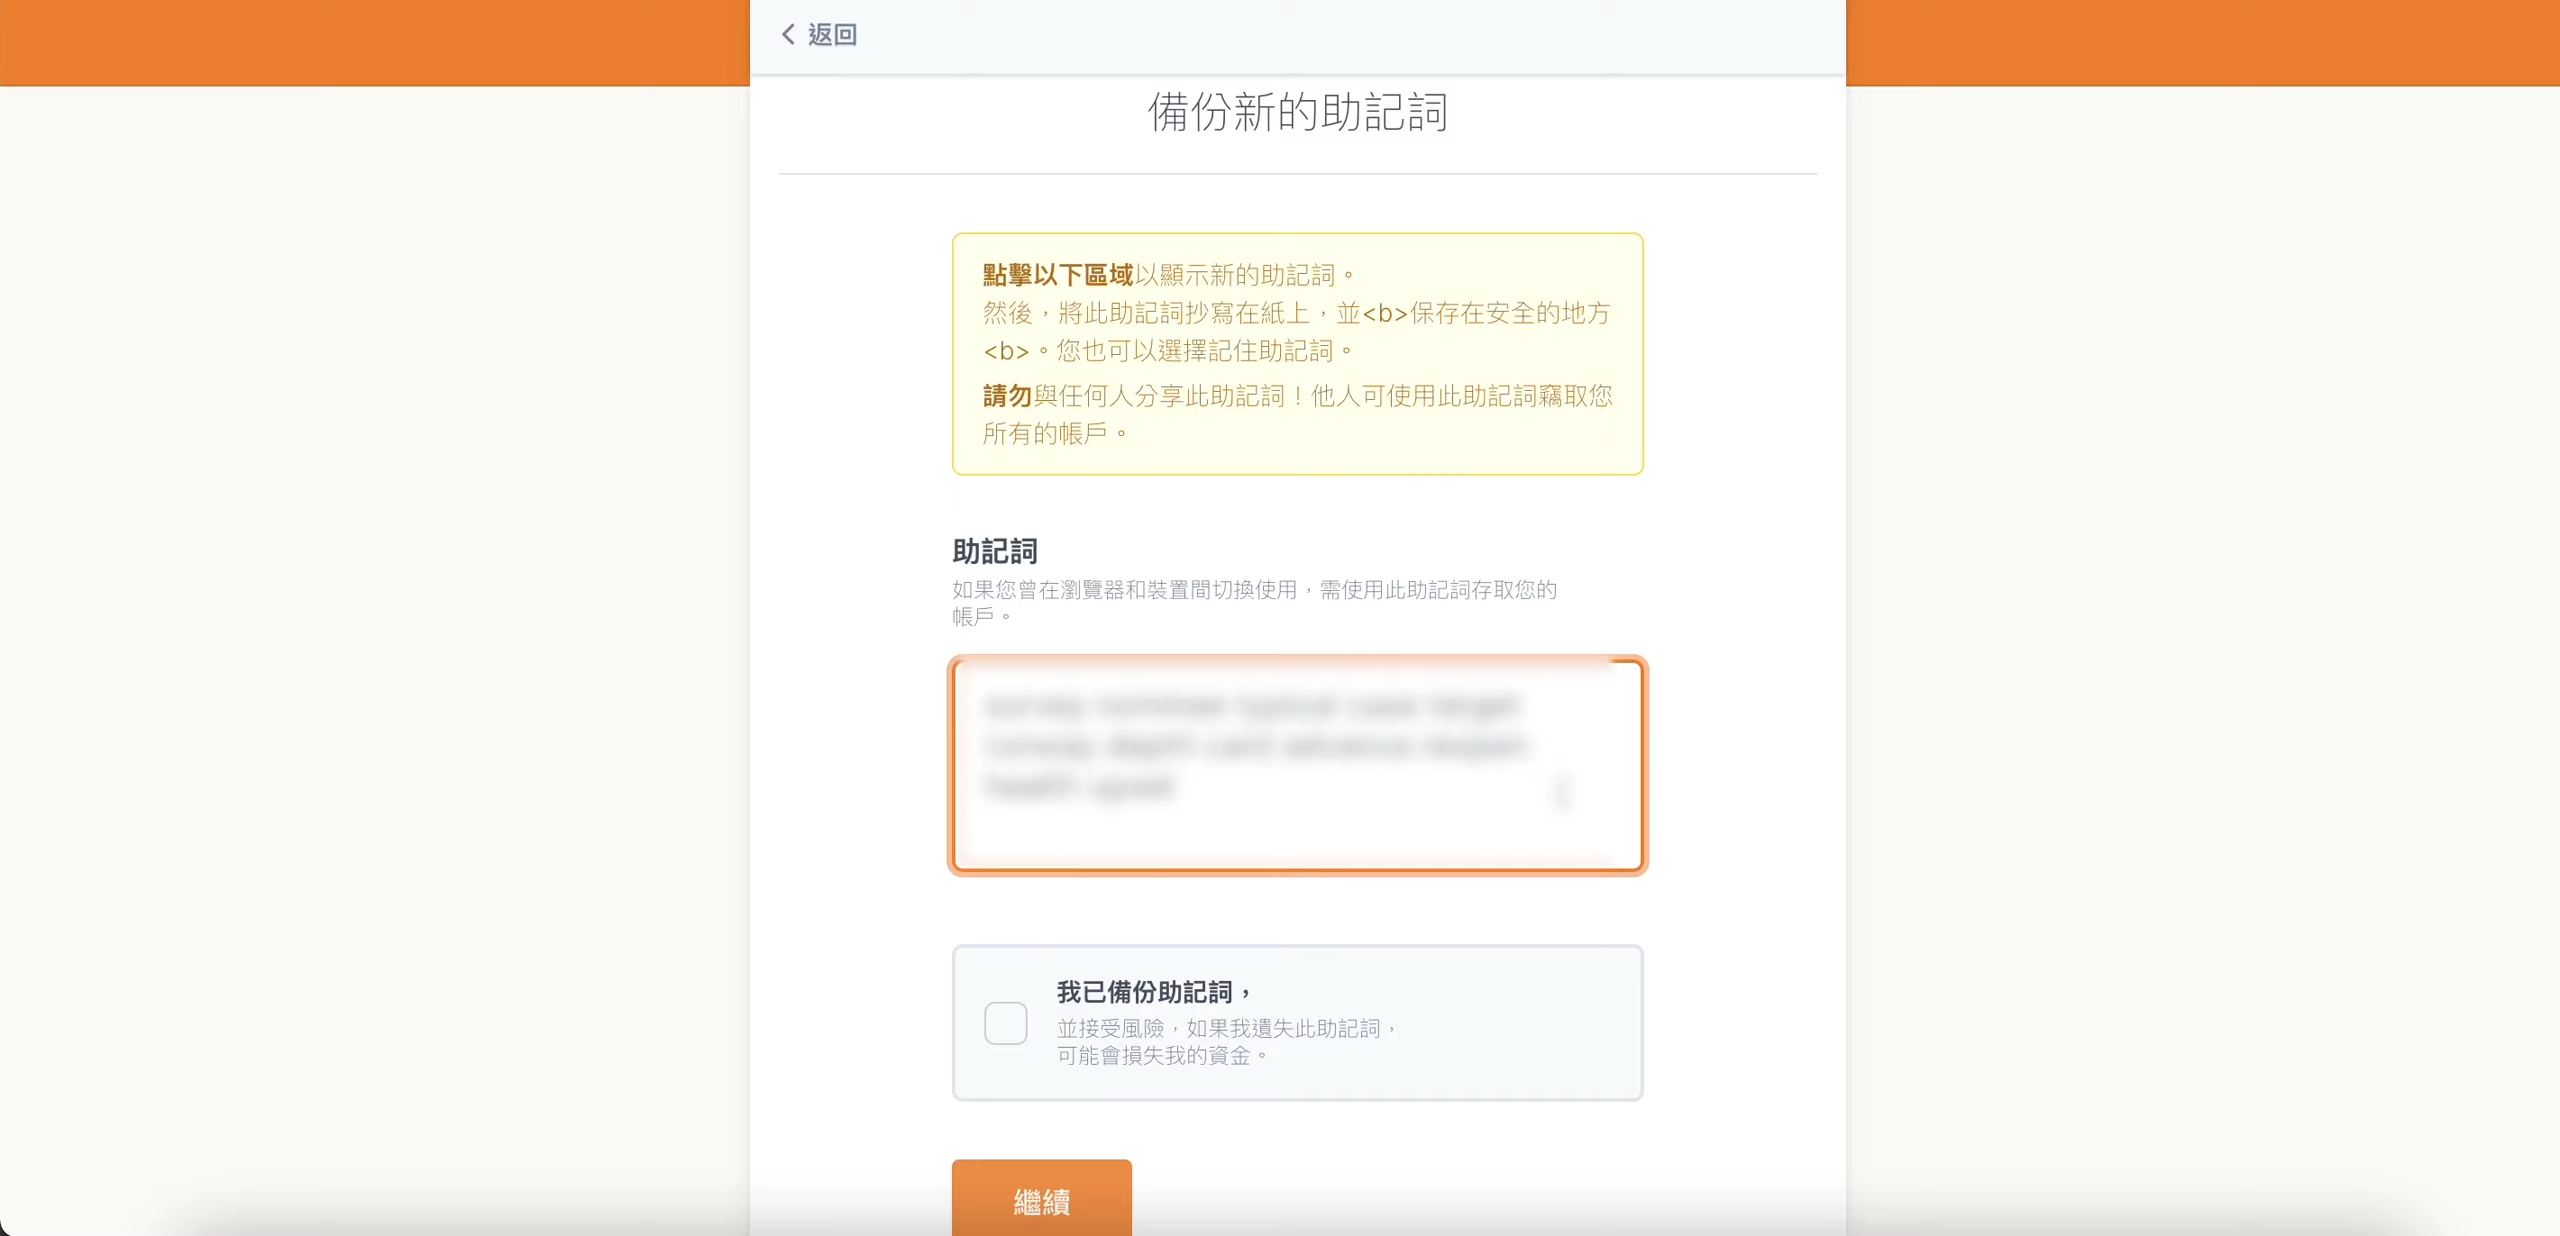 返回
備份新的助記詞
點擊以下區域以顯示新的助記詞。
然後，將此助記詞抄寫在紙上，並<b>保存在安全的地方
<b>。您也可以選擇記住助記詞。
請勿與任何人分享此助記詞！他人可使用此助記詞竊取您
所有的帳戶。
助記詞
如果您曾在瀏覽器和裝置間切換使用，需使用此助記詞存取您的
帳戶。
我已備份助記詞，
並接受風險，如果我遺失此助記詞，
可能會損失我的資金。
繼續